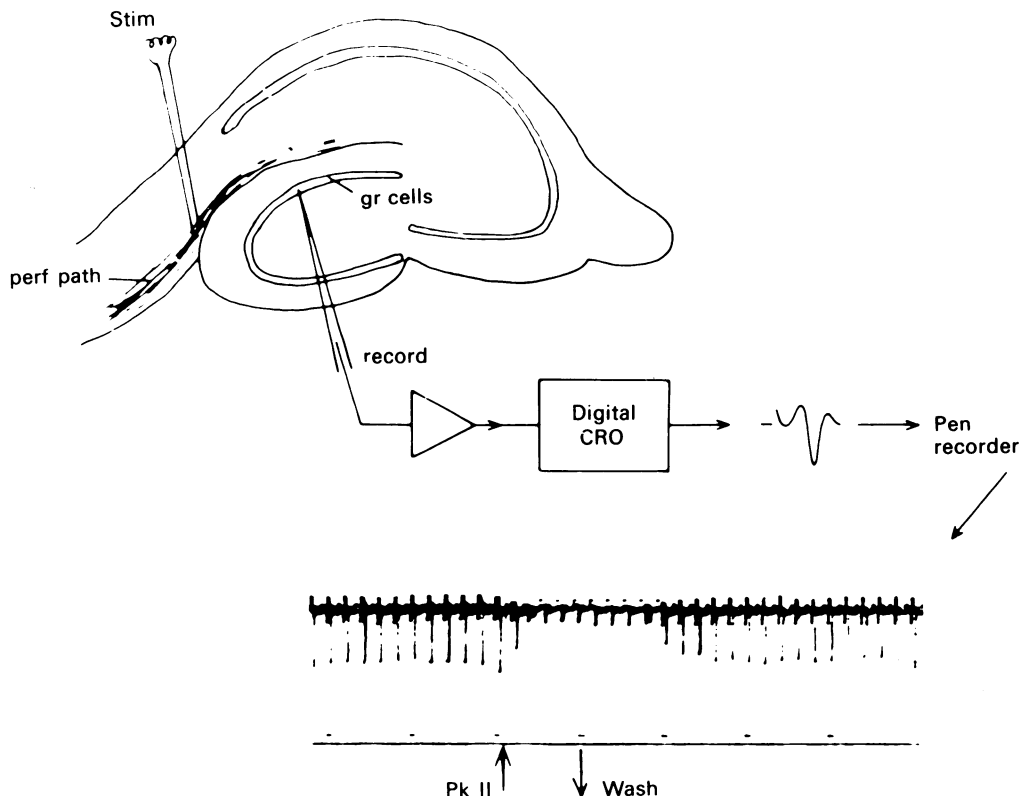 Stim
gr cells
perf path
record
Digital
CRO
Pen
recorder
Pk II
Wash